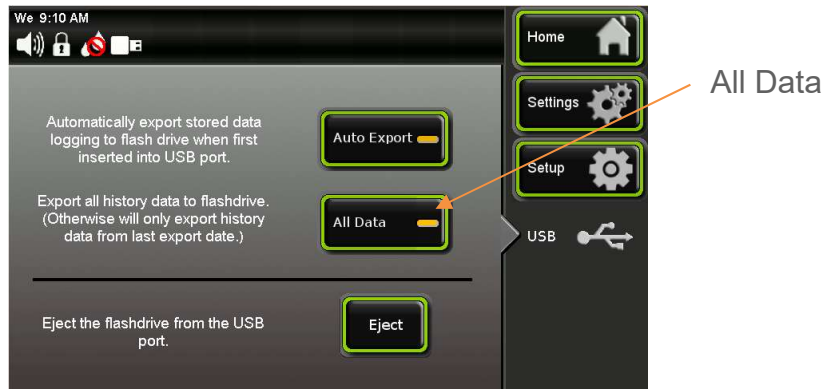 We 9:10 AM
Home
Settings
Setup
USB
Automatically export stored data
logging to flash drive when first
inserted into USB port.
Auto Export
Export all history data to flashdrive.
(Otherwise will only export history
data from last export date.)
All Data
Eject the flashdrive from the USB
port.
Eject
All Data